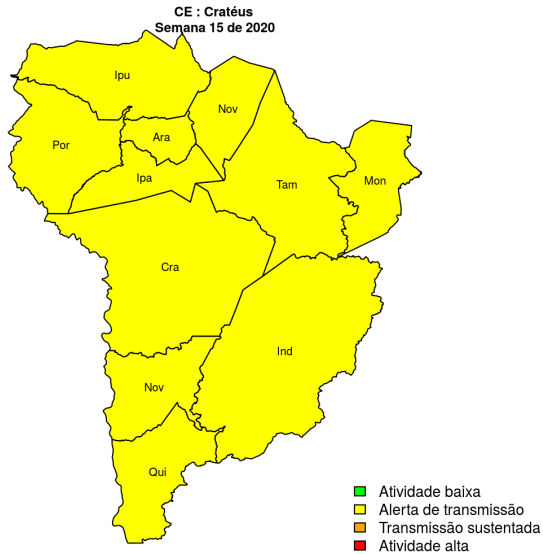 CE : Cratéus
Semana 15 de 2020
Ipu
Nov
Ara
Por
Ipa
Tam
Mon
Cra
Ind
Nov
Qui
Atividade baixa
Alerta de transmissão
Transmissão sustentada
Atividade alta